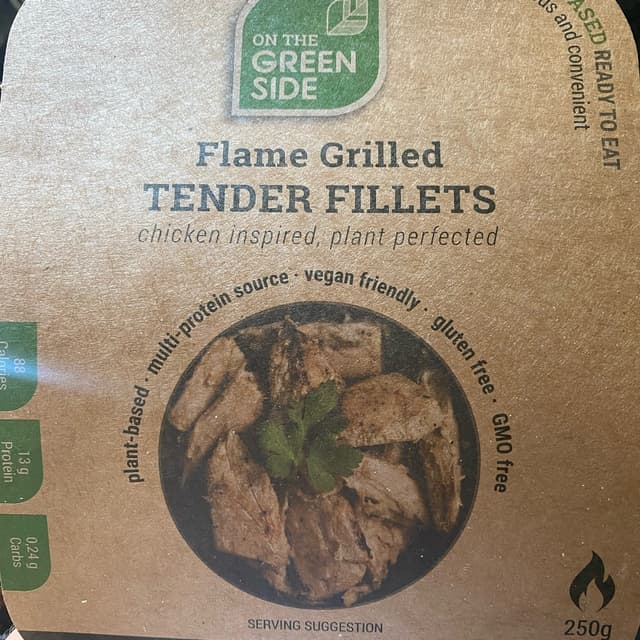 ON THE
GREEN
SIDE
ASED READY TO EAT
us and convenient
Flame Grilled
TENDER FILLETS
chicken inspired, plant perfected
plant-based · multi-protein source · vegan friendly · gluten free · GMO free
88
Calories
13 g
Protein
0,24 g
Carbs
SERVING SUGGESTION
250g